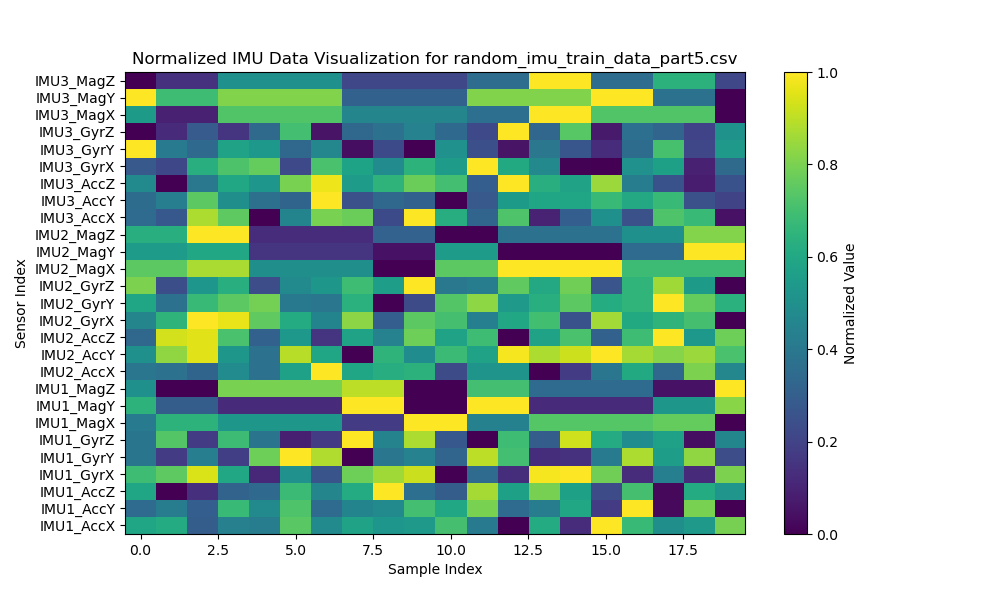 Normalized IMU Data Visualization for random_imu_train_data_part5.csv
IMU3_MagZ
IMU3_MagY
IMU3_MagX
IMU3_GyrZ
IMU3_GyrY
IMU3_GyrX
IMU3_AccZ
IMU3_AccY
IMU3_AccX
IMU2_MagZ
IMU2_MagY
IMU2_MagX
IMU2_GyrZ
IMU2_GyrY
IMU2_GyrX
IMU2_AccZ
IMU2_AccY
IMU2_AccX
IMU1_MagZ
IMU1_MagY
IMU1_MagX
IMU1_GyrZ
IMU1_GyrY
IMU1_GyrX
IMU1_AccZ
IMU1_AccY
IMU1_AccX
Sensor Index
0.0 2.5 5.0 7.5 10.0 12.5 15.0 17.5
Sample Index
1.0
0.8
0.6
0.4
0.2
0.0
Normalized Value